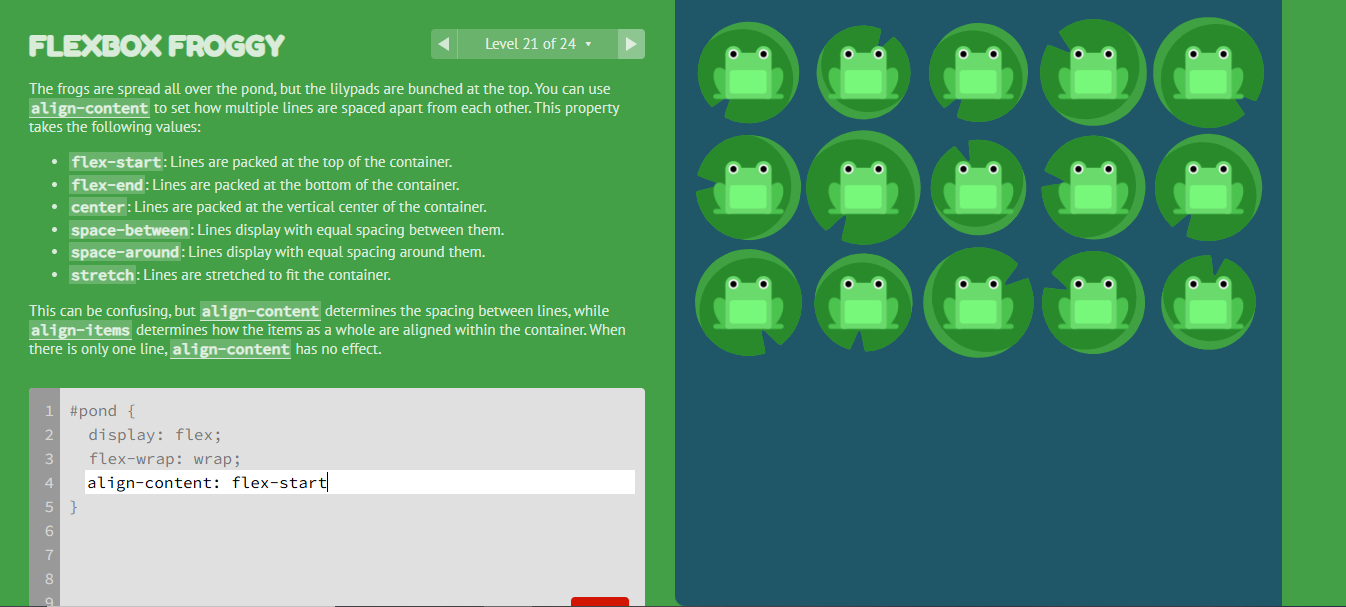 FLEXBOX FROGGY
Level 21 of 24
The frogs are spread all over the pond, but the lilypads are bunched at the top. You can use
align-content to set how multiple lines are spaced apart from each other. This property
takes the following values:
• flex-start: Lines are packed at the top of the container.
• flex-end: Lines are packed at the bottom of the container.
• center: Lines are packed at the vertical center of the container.
• space-between: Lines display with equal spacing between them.
• space-around: Lines display with equal spacing around them.
• stretch: Lines are stretched to fit the container.
This can be confusing, but align-content determines the spacing between lines, while
align-items determines how the items as a whole are aligned within the container. When
there is only one line, align-content has no effect.
1 #pond {
2 display: flex;
3 flex-wrap: wrap;
4 align-content: flex-start
5 }
6
7
8
9